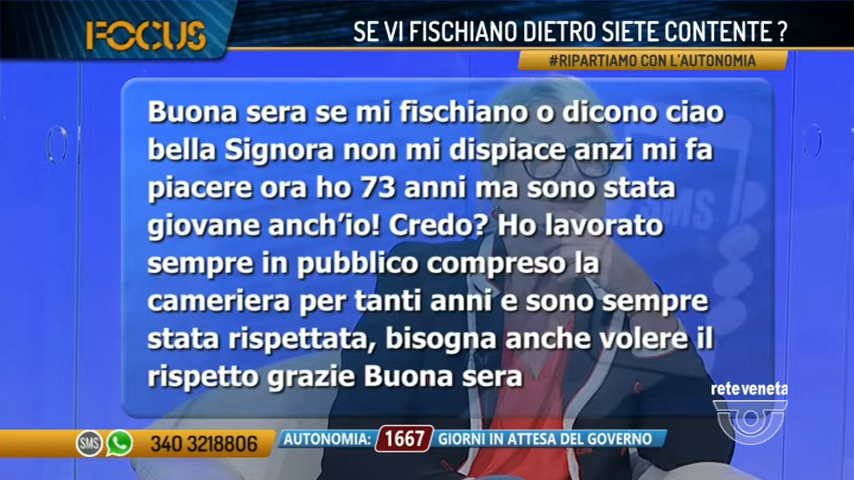 FOCUS
SE VI FISCHIANO DIETRO SIETE CONTENTE ?
#RIPARTIAMO CON L'AUTONOMIA
Buona sera se mi fischiano o dicono ciao
bella Signora non mi dispiace anzi mi fa
piacere ora ho 73 anni ma sono stata
giovane anch'io! Credo? Ho lavorato
sempre in pubblico compreso la
cameriera per tanti anni e sono sempre
stata rispettata, bisogna anche volere il
rispetto grazie Buona sera
SMS
reteveneta
SMS 340 3218806
AUTONOMIA: 1667 GIORNI IN ATTESA DEL GOVERNO